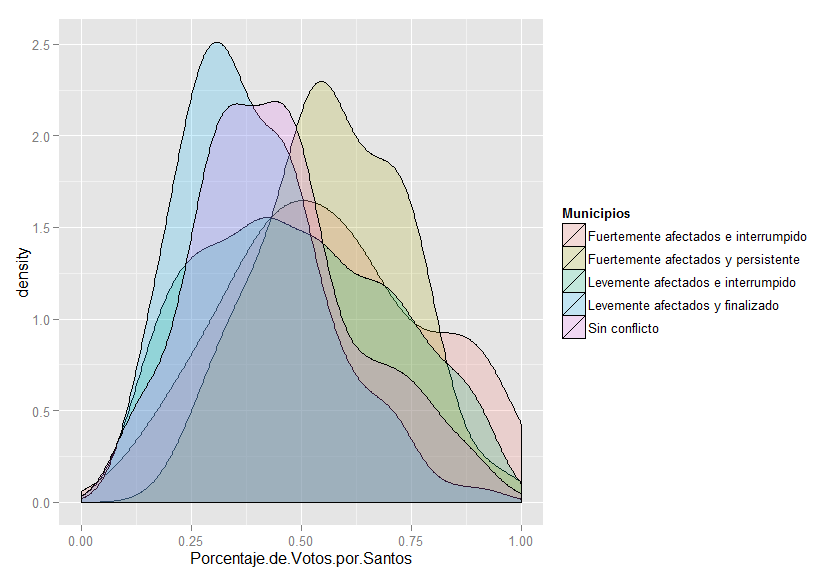 2.5
2.0
1.5
1.0
0.5
0.0
density
0.00 0.25 0.50 0.75 1.00
Porcentaje.de.Votos.por.Santos
Municipios
Fuertemente afectados e interrumpido
Fuertemente afectados y persistente
Levemente afectados e interrumpido
Levemente afectados y finalizado
Sin conflicto